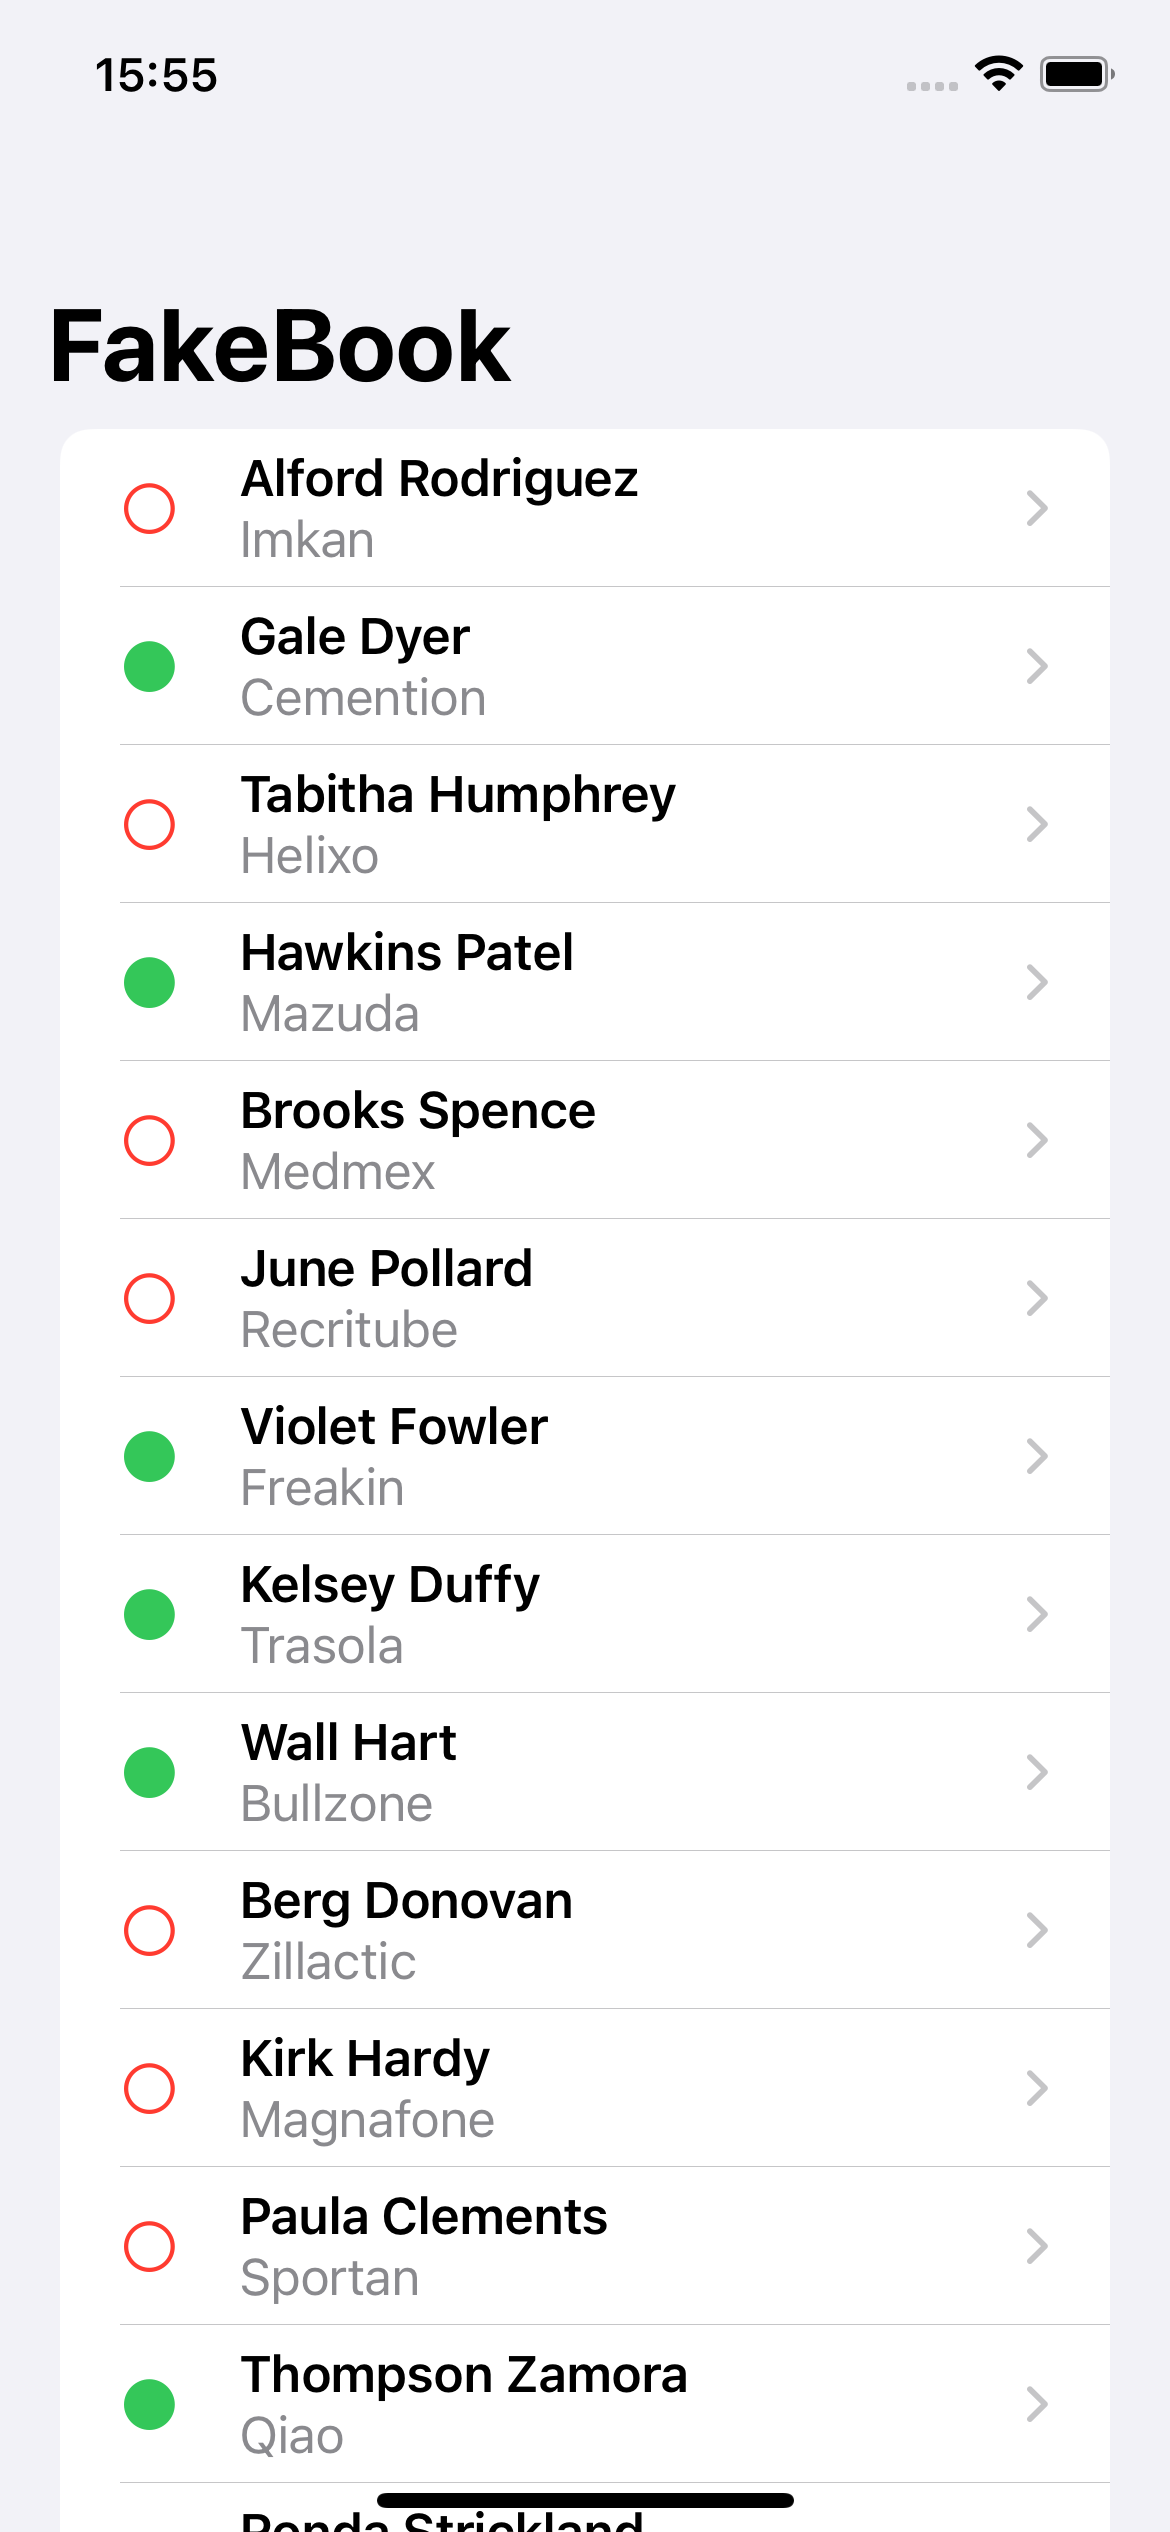 15:55
FakeBook
Alford Rodriguez
Imkan
Gale Dyer
Cemention
Tabitha Humphrey
Helixo
Hawkins Patel
Mazuda
Brooks Spence
Medmex
June Pollard
Recritube
Violet Fowler
Freakin
Kelsey Duffy
Trasola
Wall Hart
Bullzone
Berg Donovan
Zillactic
Kirk Hardy
Magnafone
Paula Clements
Sportan
Thompson Zamora
Qiao
Strickland